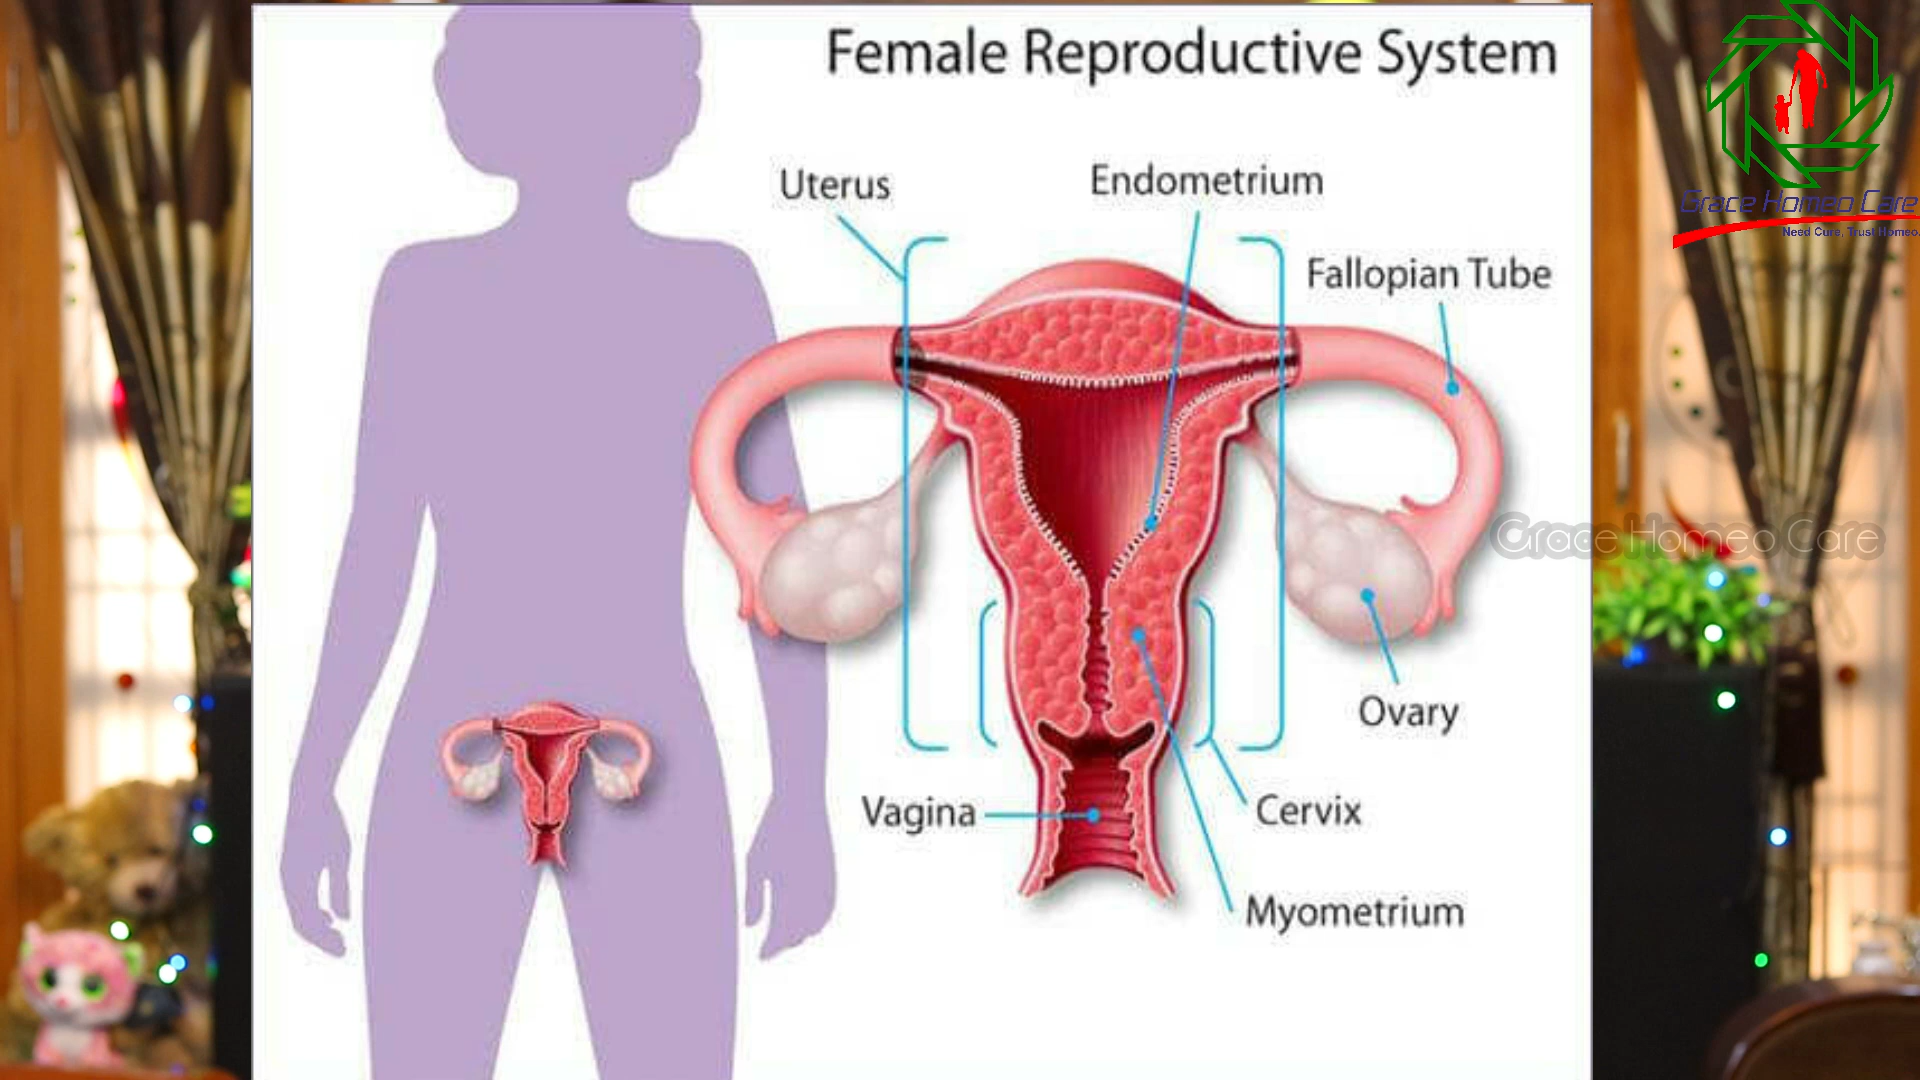 Female Reproductive System
Uterus
Endometrium
Fallopian Tube
Ovary
Vagina
Cervix
Myometrium
Grace Homeo Care
Need Cure, Trust Homeo.
Grace Homeo Care